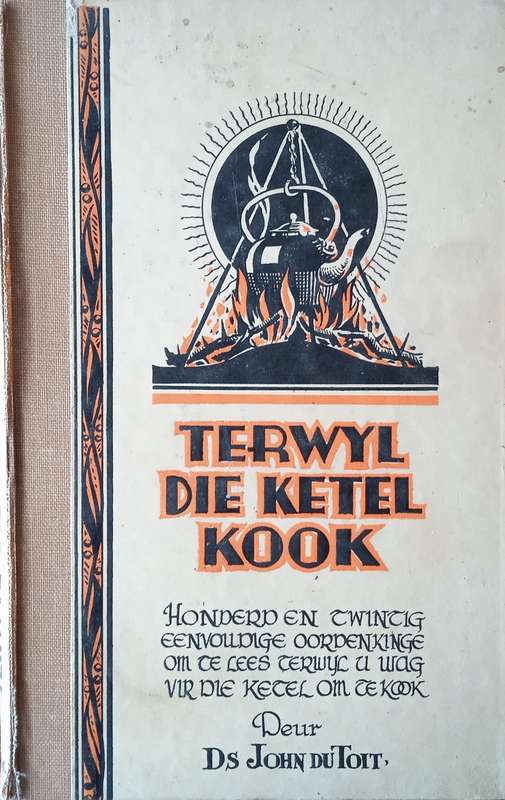 TERWYL
DIE KETEL
KOOK
HONDERD EN TWINTIG
EENVOUDIGE OORDENKINGE
OM TE LEES TERWYL U WAG
VIR DIE KETEL OM TE KOOK
Deur
DS JOHN DU TOIT,